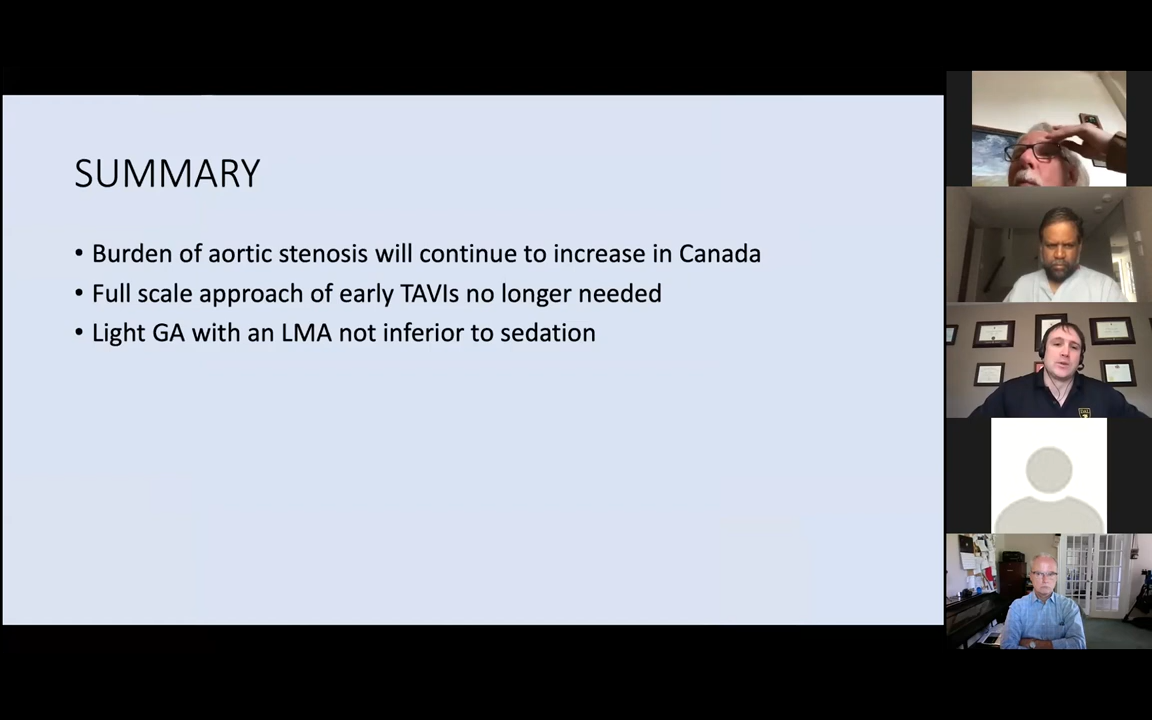 SUMMARY
• Burden of aortic stenosis will continue to increase in Canada
• Full scale approach of early TAVIs no longer needed
• Light GA with an LMA not inferior to sedation